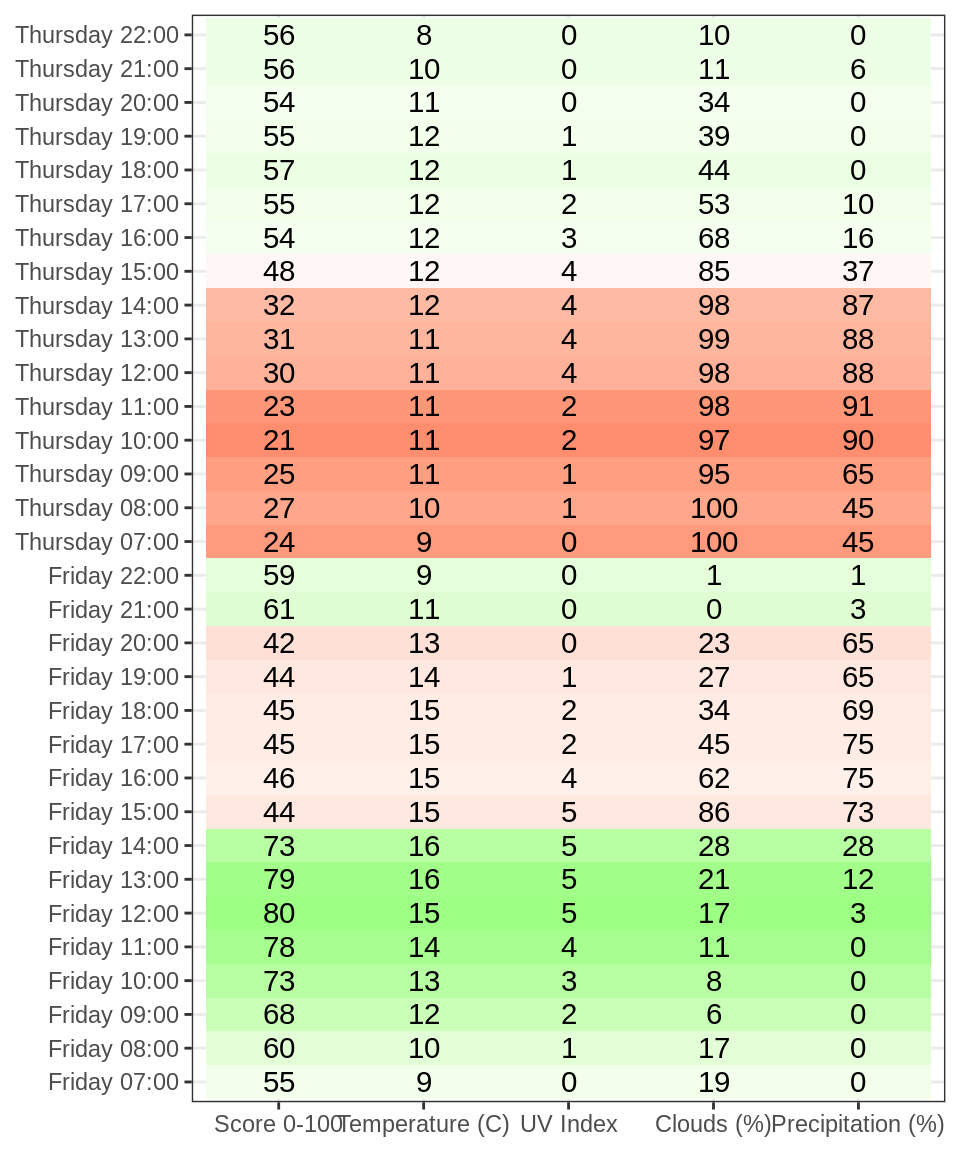 Thursday 22:00 56 8 0 10 0
Thursday 21:00 56 10 0 11 6
Thursday 20:00 54 11 0 34 0
Thursday 19:00 55 12 1 39 0
Thursday 18:00 57 12 1 44 0
Thursday 17:00 55 12 2 53 10
Thursday 16:00 54 12 3 68 16
Thursday 15:00 48 12 4 85 37
Thursday 14:00 32 12 4 98 87
Thursday 13:00 31 11 4 99 88
Thursday 12:00 30 11 4 98 88
Thursday 11:00 23 11 2 98 91
Thursday 10:00 21 11 2 97 90
Thursday 09:00 25 11 1 95 65
Thursday 08:00 27 10 1 100 45
Thursday 07:00 24 9 0 100 45
Friday 22:00 59 9 0 1 1
Friday 21:00 61 11 0 0 3
Friday 20:00 42 13 0 23 65
Friday 19:00 44 14 1 27 65
Friday 18:00 45 15 2 34 69
Friday 17:00 45 15 2 45 75
Friday 16:00 46 15 4 62 75
Friday 15:00 44 15 5 86 73
Friday 14:00 73 16 5 28 28
Friday 13:00 79 16 5 21 12
Friday 12:00 80 15 5 17 3
Friday 11:00 78 14 4 11 0
Friday 10:00 73 13 3 8 0
Friday 09:00 68 12 2 6 0
Friday 08:00 60 10 1 17 0
Friday 07:00 55 9 0 19 0
Score 0-100 Temperature (C) UV Index Clouds (%) Precipitation (%)